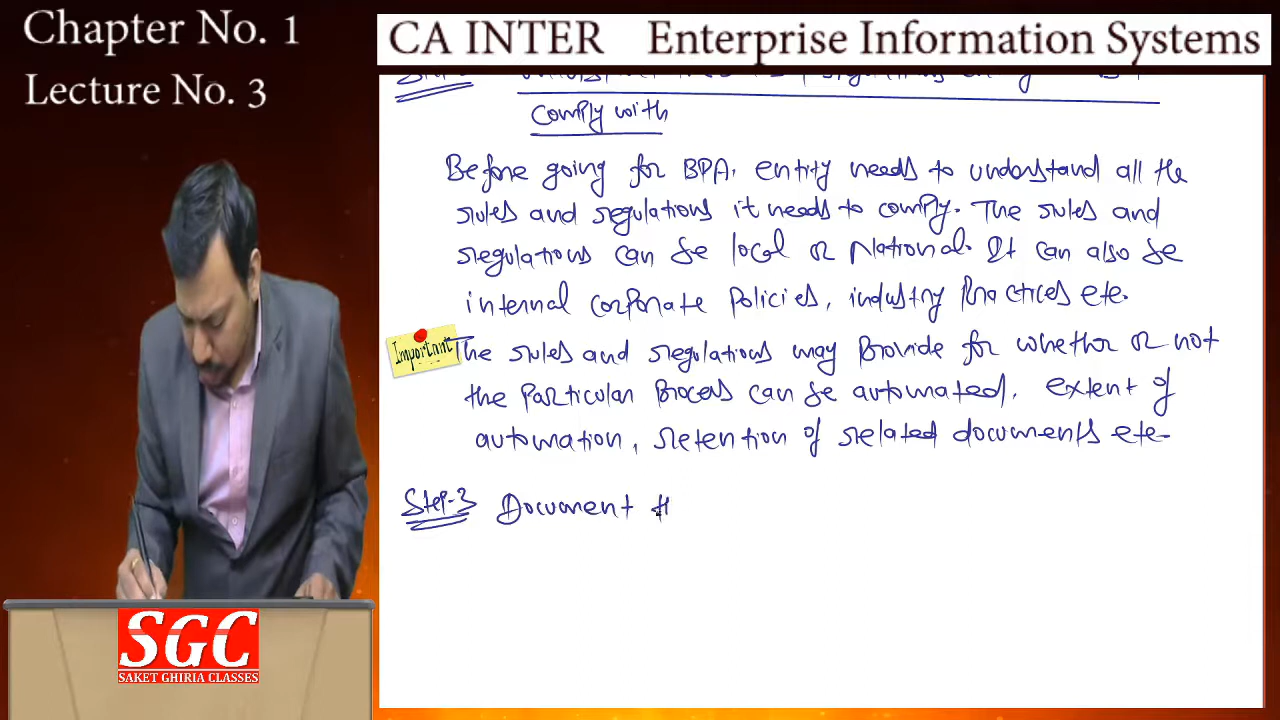 Chapter No. 1
Lecture No. 3
CA INTER Enterprise Information Systems
comply with
Before going for BPA, entity needs to understand all the
rules and regulations it needs to comply. The rules and
regulations can be local or National. It can also be
internal corporate policies, industry Practices etc.
Important
The rules and regulations may provide for whether or not
the particular process can be automated, extent of
automation, retention of related documents etc.
Step-3 Document
SGC
SAKET GHIRIA CLASSES